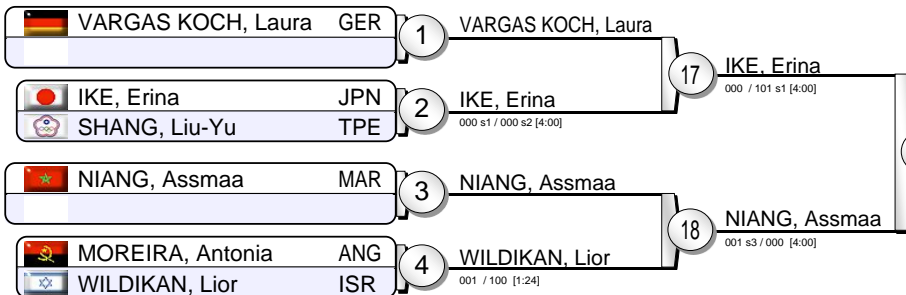 VARGAS KOCH, Laura GER
1
VARGAS KOCH, Laura
17
IKE, Erina
000 / 101 s1 [4:00]
IKE, Erina JPN
SHANG, Liu-Yu TPE
2
IKE, Erina
000 s1 / 000 s2 [4:00]
NIANG, Assmaa MAR
3
NIANG, Assmaa
18
NIANG, Assmaa
001 s3 / 000 [4:00]
MOREIRA, Antonia ANG
WILDIKAN, Lior ISR
4
WILDIKAN, Lior
001 / 100 [1:24]